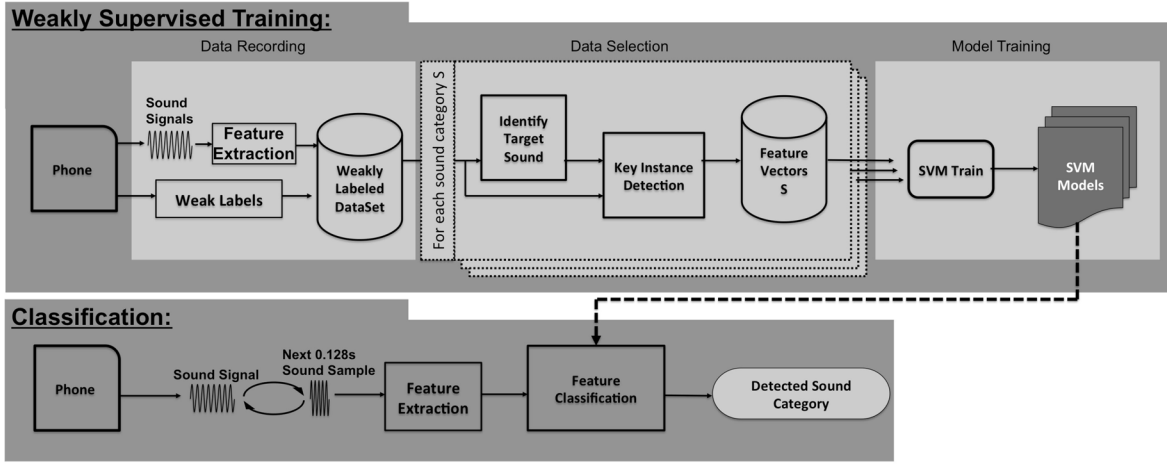 Weakly Supervised Training:
Data Recording
Data Selection
Model Training
Phone
Sound
Signals
Feature
Extraction
Weak Labels
Weakly
Labeled
DataSet
For each sound category S
Identify
Target
Sound
Key Instance
Detection
Feature
Vectors
S
SVM Train
SVM
Models
Classification:
Phone
Sound Signal
Next 0.128s
Sound Sample
Feature
Extraction
Feature
Classification
Detected Sound
Category